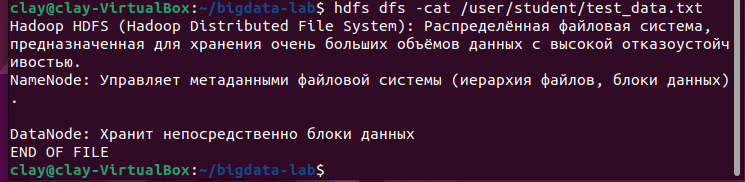 clay@clay-VirtualBox:~/bigdata-lab$ hdfs dfs -cat /user/student/test_data.txt
Hadoop HDFS (Hadoop Distributed File System): Распределённая файловая система,
предназначенная для хранения очень больших объёмов данных с высокой отказоустойч
ивостью.
NameNode: Управляет метаданными файловой системы (иерархия файлов, блоки данных)
.

DataNode: Хранит непосредственно блоки данных
END OF FILE
clay@clay-VirtualBox:~/bigdata-lab$